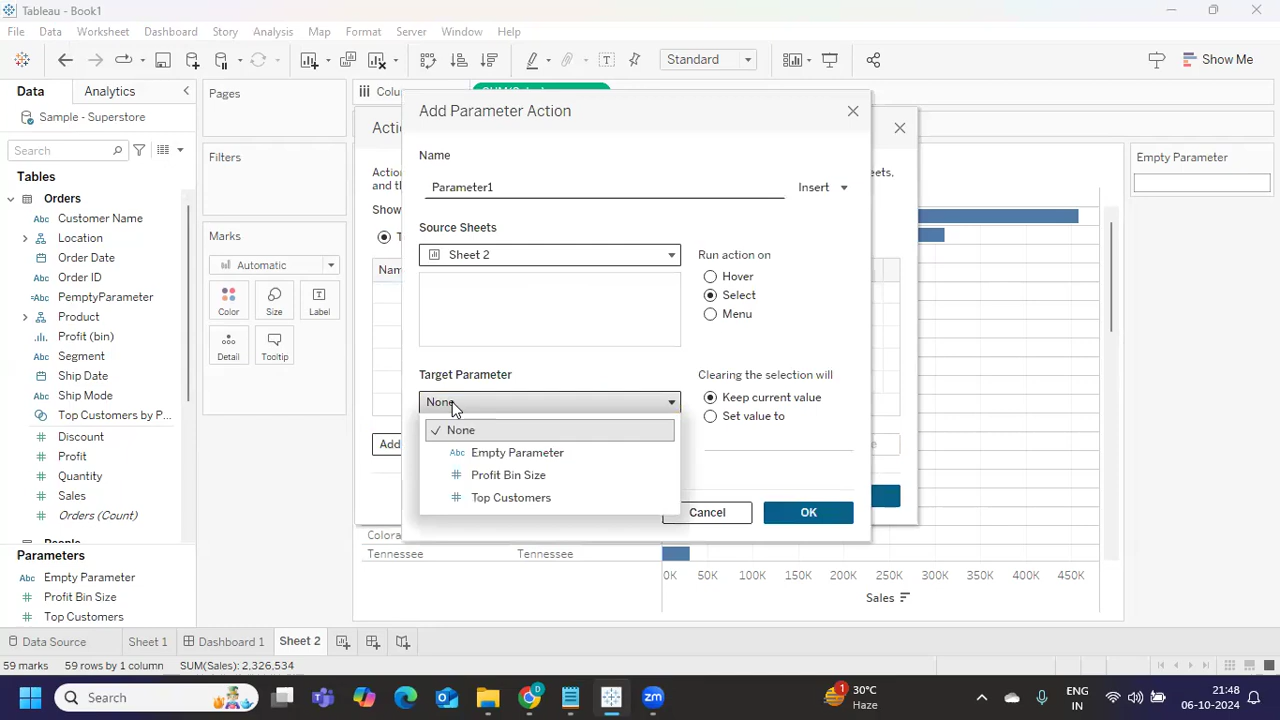 Tableau - Book1
File Data Worksheet Dashboard Story Analysis Map Format Server Window Help
Standard
Show Me
Data Analytics
Pages
Sample - Superstore
Search
Filters
Tables
Orders
Customer Name
Location
Order Date
Order ID
PemptyParameter
Product
Profit (bin)
Segment
Ship Date
Ship Mode
Top Customers by P...
Discount
Profit
Quantity
Sales
Orders (Count)
Parameters
Empty Parameter
Profit Bin Size
Top Customers
Marks
Automatic
Color Size Label
Detail Tooltip
Add Parameter Action
Name
Parameter1
Insert
Source Sheets
Sheet 2
Run action on
Hover
Select
Menu
Target Parameter
None
None
Empty Parameter
Profit Bin Size
Top Customers
Clearing the selection will
Keep current value
Set value to
Cancel OK
Empty Parameter
Tennessee Tennessee
0K 50K 100K 150K 200K 250K 300K 350K 400K 450K
Sales
Data Source Sheet 1 Dashboard 1 Sheet 2
59 marks 59 rows by 1 column SUM(Sales): 2,326,534
Search
1
30°C
Haze
ENG
IN
21:48
06-10-2024